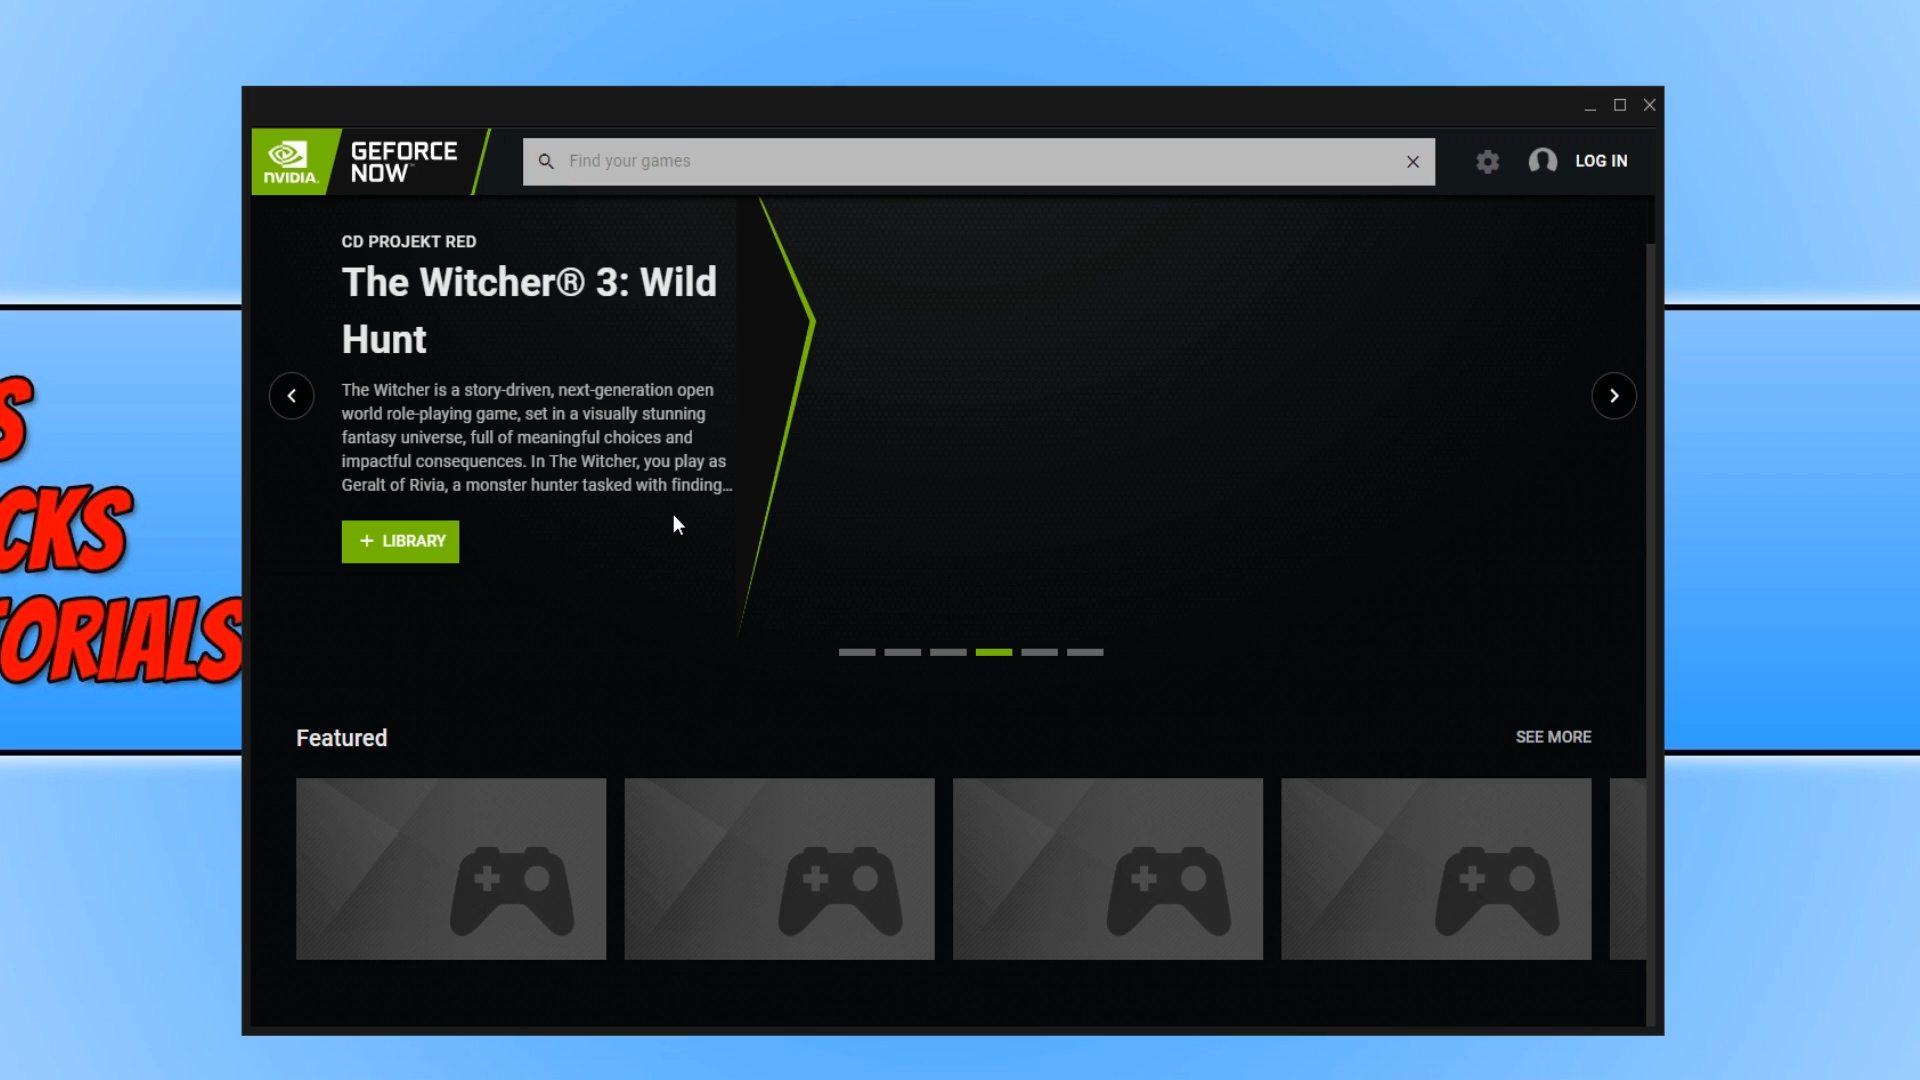 NVIDIA.
GEFORCE
NOW
Find your games
LOG IN
CD PROJEKT RED
The Witcher® 3: Wild
Hunt
The Witcher is a story-driven, next-generation open
world role-playing game, set in a visually stunning
fantasy universe, full of meaningful choices and
impactful consequences. In The Witcher, you play as
Geralt of Rivia, a monster hunter tasked with finding...
+ LIBRARY
Featured
SEE MORE
S
CKS
ORIALS